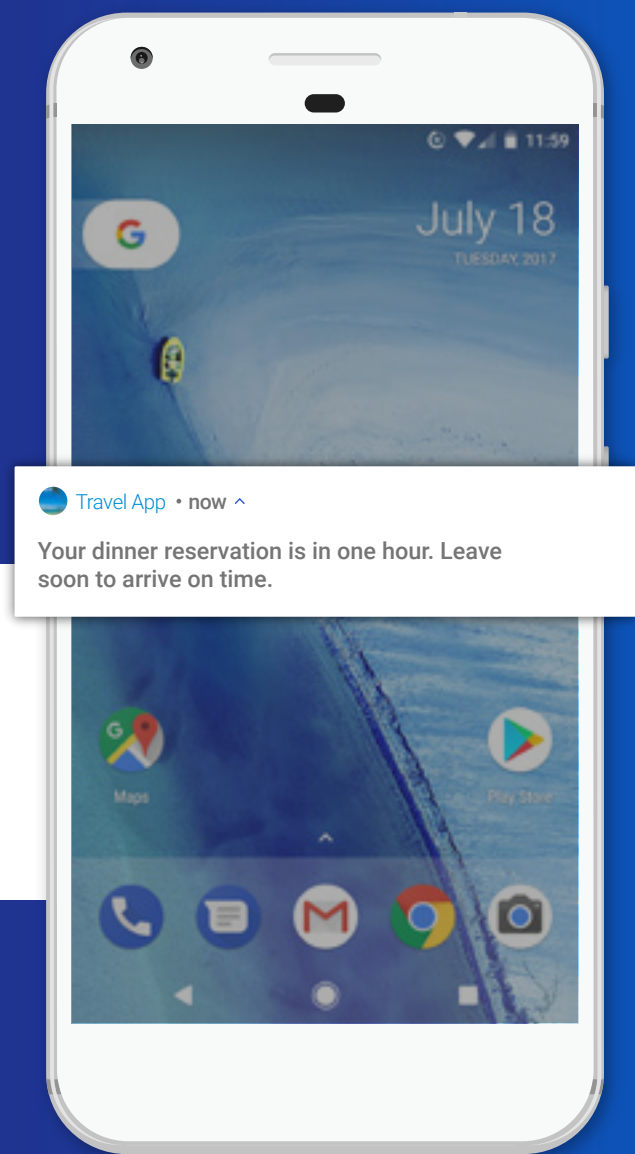 11:59
G
July 18
TUESDAY, 2017
Travel App • now
Your dinner reservation is in one hour. Leave
soon to arrive on time.
G
Maps
Play Store